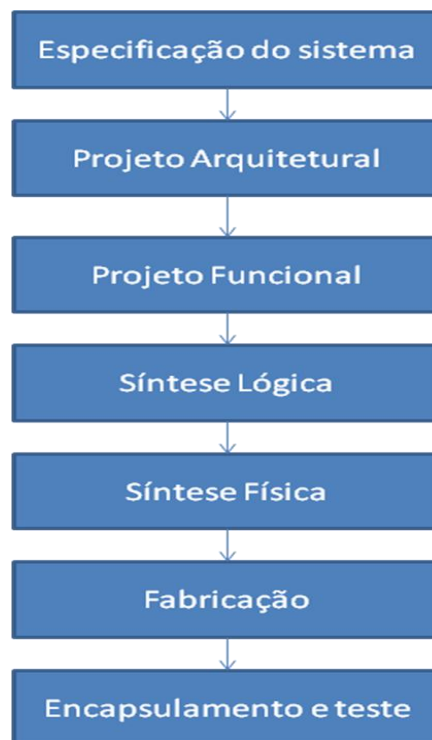 Especificação do sistema
Projeto Arquitetural
Projeto Funcional
Síntese Lógica
Síntese Física
Fabricação
Encapsulamento e teste